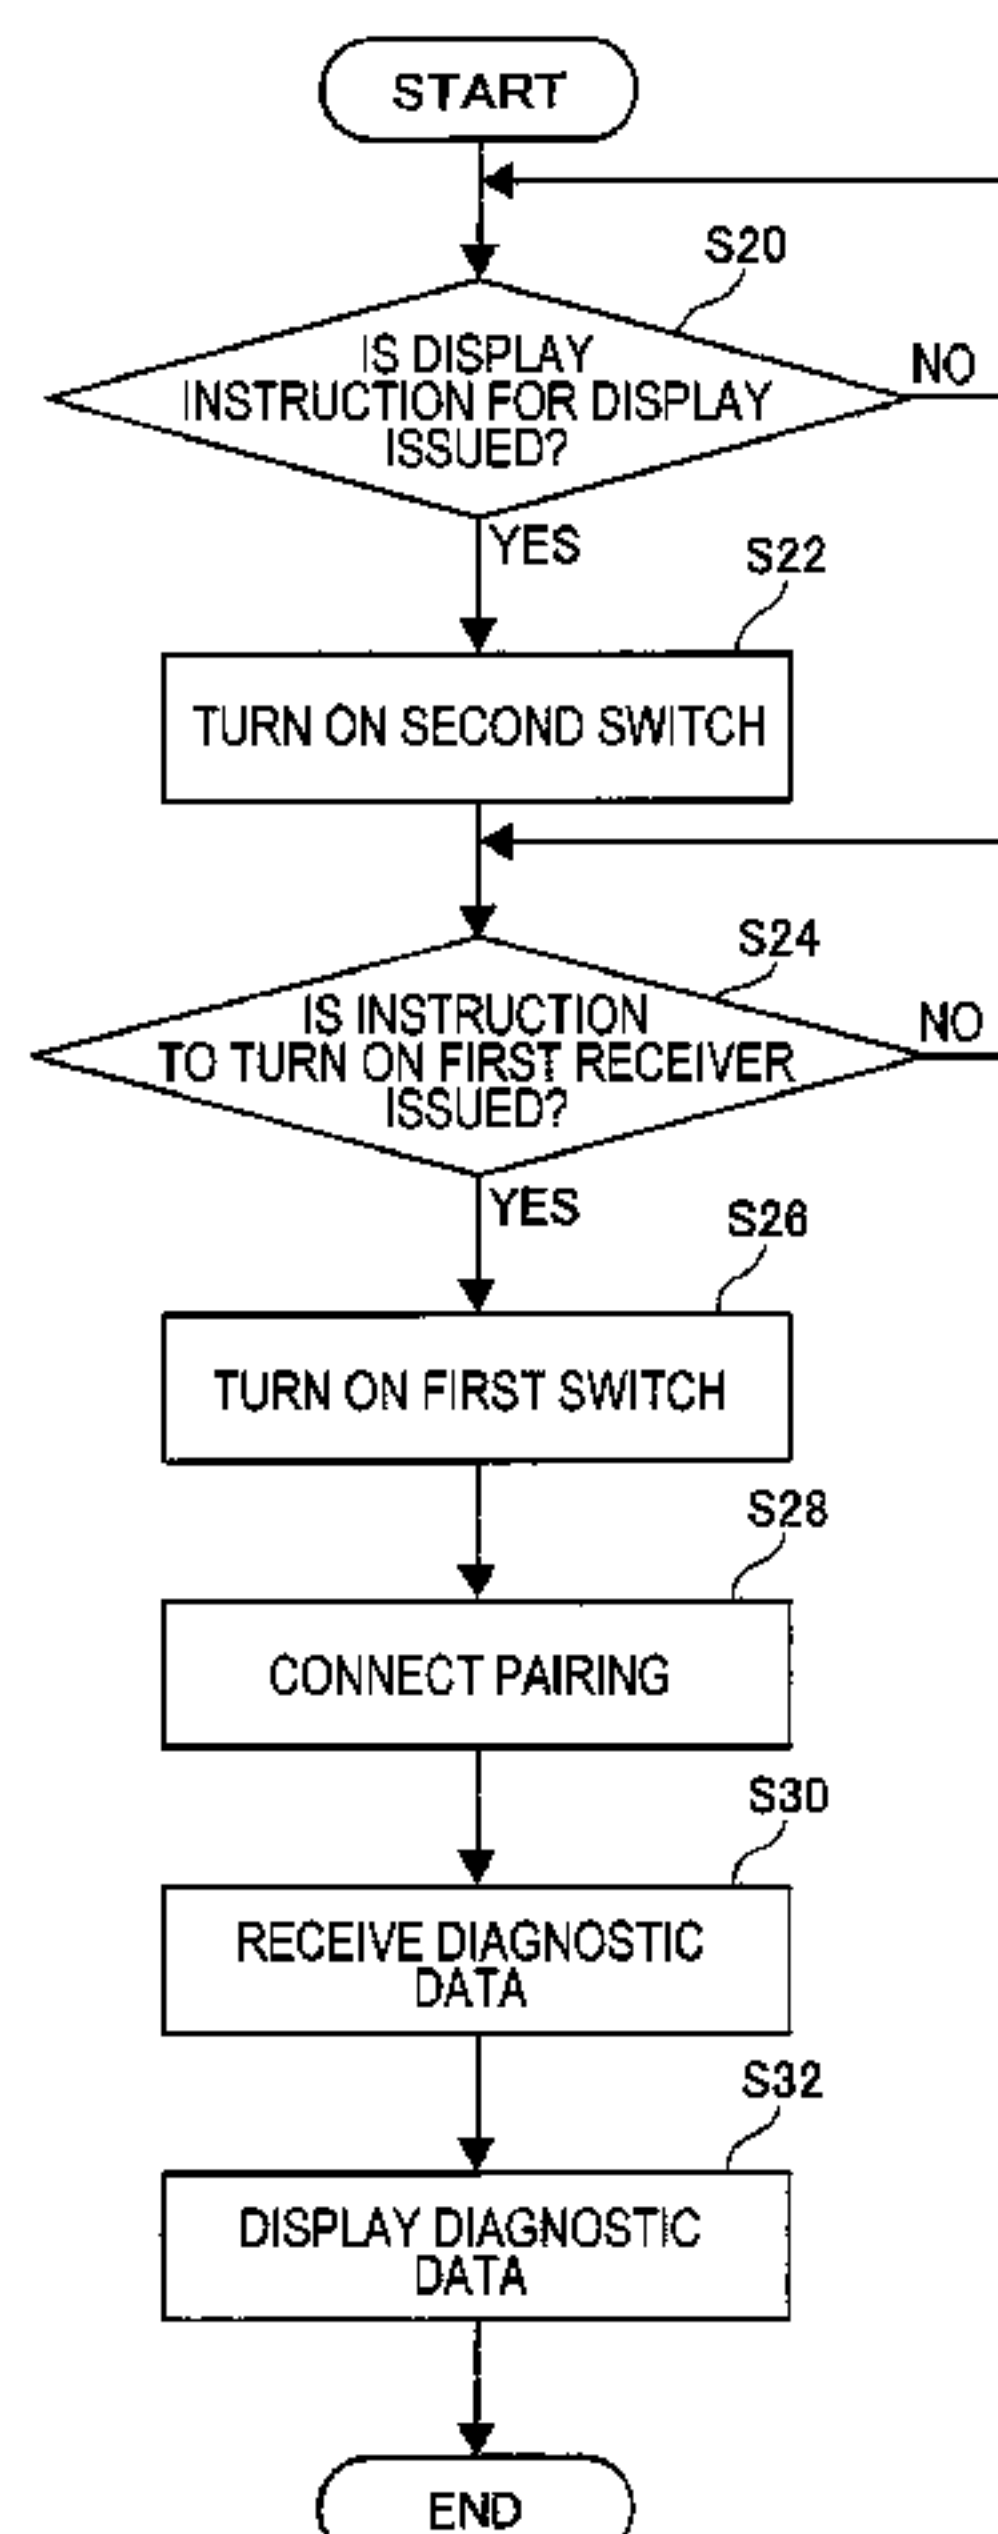 START
S20
IS DISPLAY
INSTRUCTION FOR DISPLAY
ISSUED?
NO
YES
S22
TURN ON SECOND SWITCH
S24
IS INSTRUCTION
TO TURN ON FIRST RECEIVER
ISSUED?
NO
YES
S26
TURN ON FIRST SWITCH
S28
CONNECT PAIRING
S30
RECEIVE DIAGNOSTIC
DATA
S32
DISPLAY DIAGNOSTIC
DATA
END